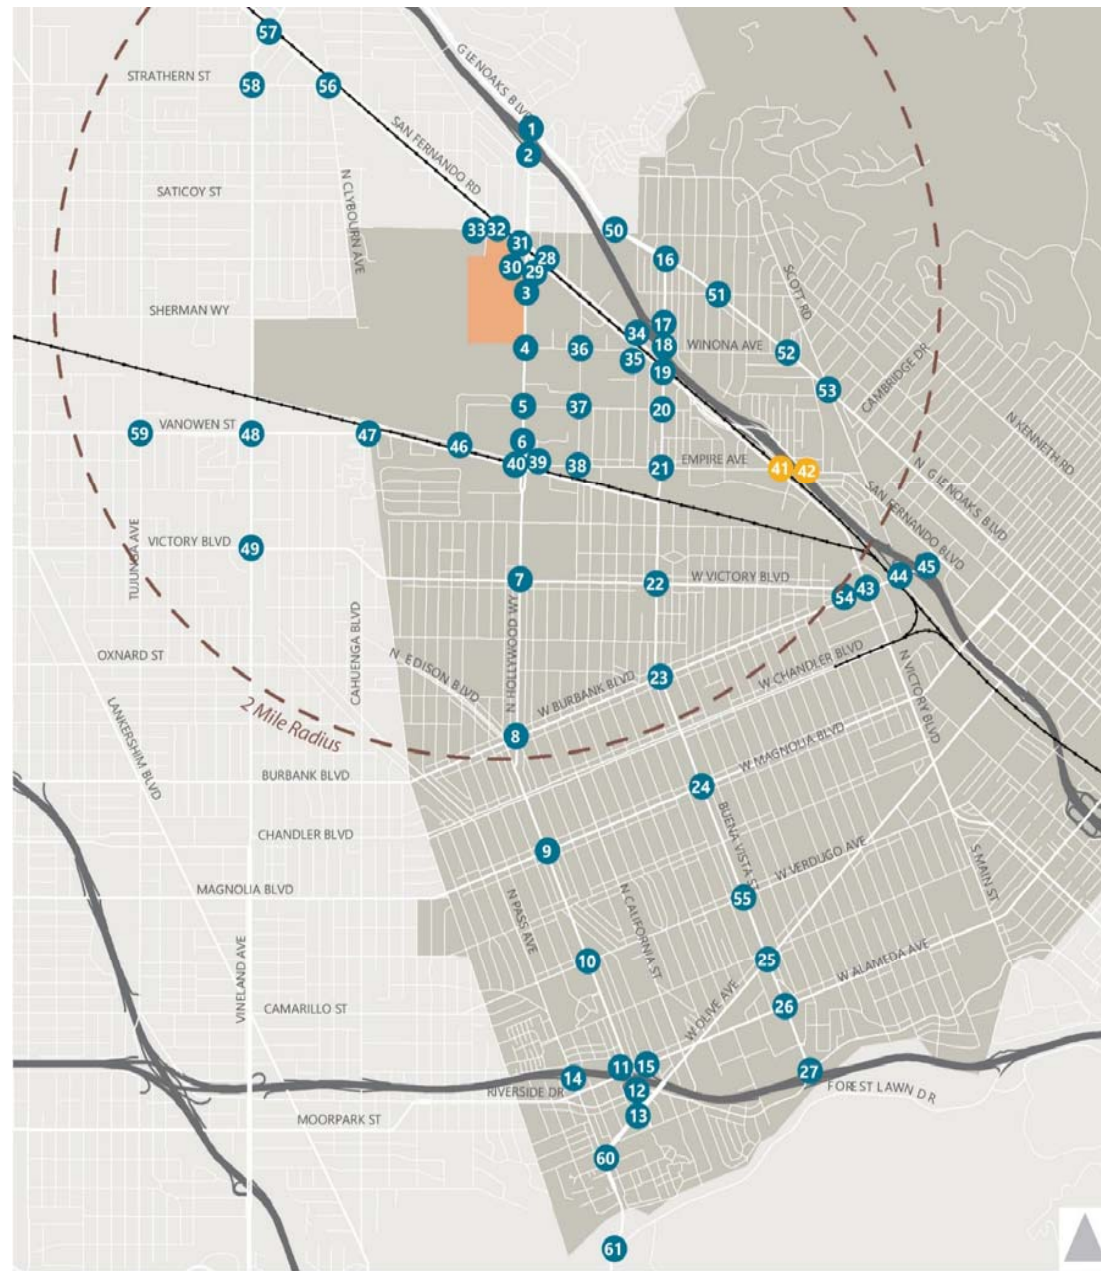 57
GLENOAKS BLVD
STRATHERN ST
58
56
SAN FERNANDO RD
1
2
SATICOY ST
N CLYBOURN AVE
33
32
31
50
28
16
30
29
3
51
SCOTT RD
SHERMAN WY
17
34
4
36
18
WINONA AVE
52
35
19
CAMBRIDGE DR
53
5
37
20
N KENNETH RD
59
VANOWEN ST
48
47
46
6
40
39
38
21
EMPIRE AVE
41
42
N GLENOAKS BLVD
SAN FERNANDO BLVD
TUJUNGA AVE
VICTORY BLVD
49
7
22
W VICTORY BLVD
54
43
44
45
OXNARD ST
CAHUENGA BLVD
N EDISON BLVD
N HOLLYWOOD WY
W BURBANK BLVD
23
W CHANDLER BLVD
N VICTORY BLVD
LANKERSHIM BLVD
2 Mile Radius
8
W MAGNOLIA BLVD
BURBANK BLVD
24
CHANDLER BLVD
9
BUENA VISTA ST
W VERDUGO AVE
S MAIN ST
MAGNOLIA BLVD
N PASS AVE
N CALIFORNIA ST
55
VINELAND AVE
10
25
W ALAMEDA AVE
CAMARILLO ST
W OLIVE AVE
26
11
15
14
27
RIVERSIDE DR
12
FOREST LAWN DR
MOORPARK ST
13
60
61